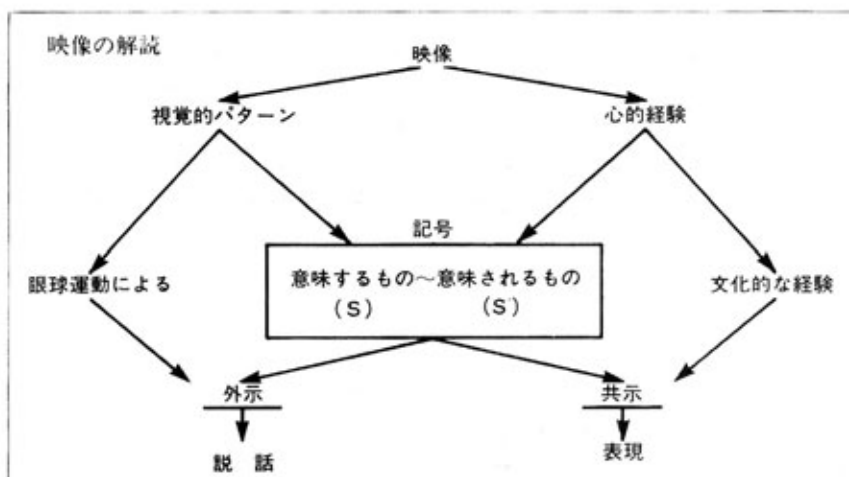 映像の解読
映像
視覚的パターン
心的経験
記号
意味するもの〜意味されるもの
(S) (S')
眼球運動による
文化的な経験
外示
共示
説 話
表現